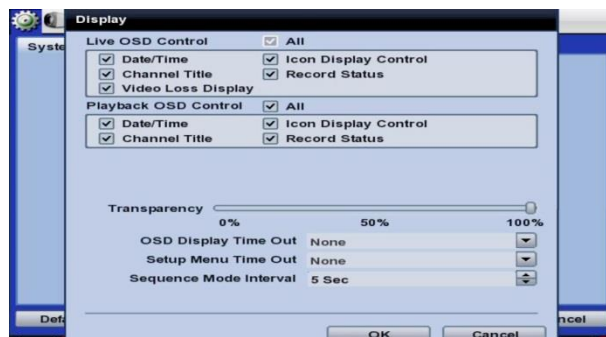 Display
Syste
Live OSD Control All
Date/Time Icon Display Control
Channel Title Record Status
Video Loss Display
Playback OSD Control All
Date/Time Icon Display Control
Channel Title Record Status
Transparency
0% 50% 100%
OSD Display Time Out None
Setup Menu Time Out None
Sequence Mode Interval 5 Sec
Defa ncel
OK Cancel